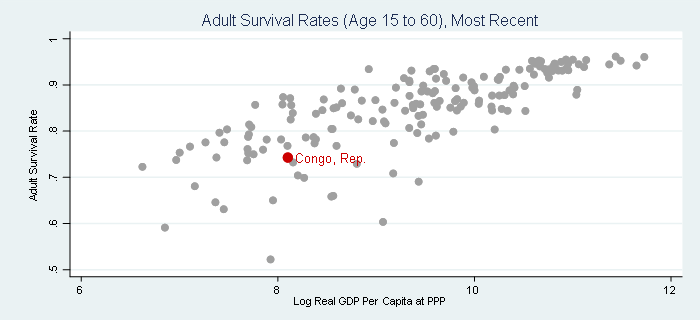 Adult Survival Rates (Age 15 to 60), Most Recent
1
.9
.8
.7
.6
.5
Adult Survival Rate
Congo, Rep.
6 8 10 12
Log Real GDP Per Capita at PPP